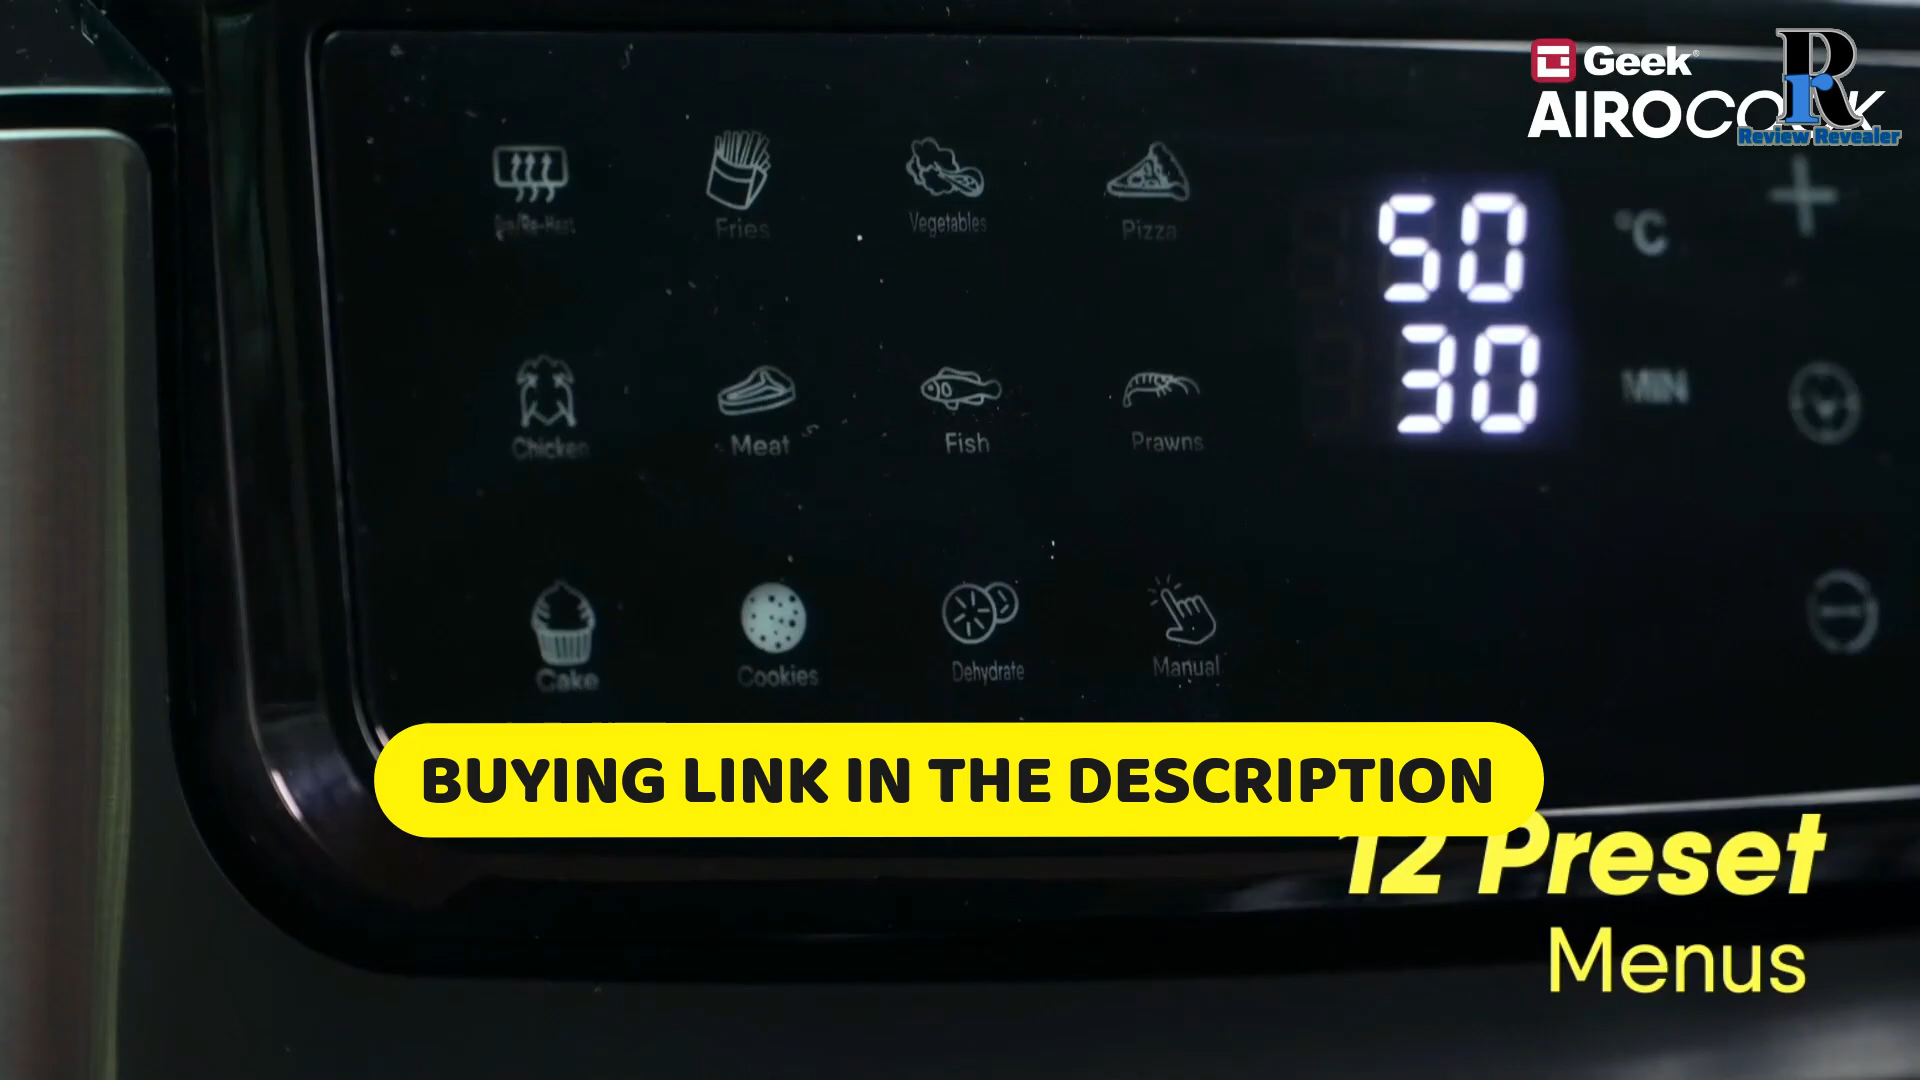 Geek
AIROCOOK
Review Revealer
Fries
Vegetables
Pizza
50 °C
30 MIN
Chicken
Meat
Fish
Prawns
Cake
Cookies
Dehydrate
Manual
BUYING LINK IN THE DESCRIPTION
12 Preset
Menus